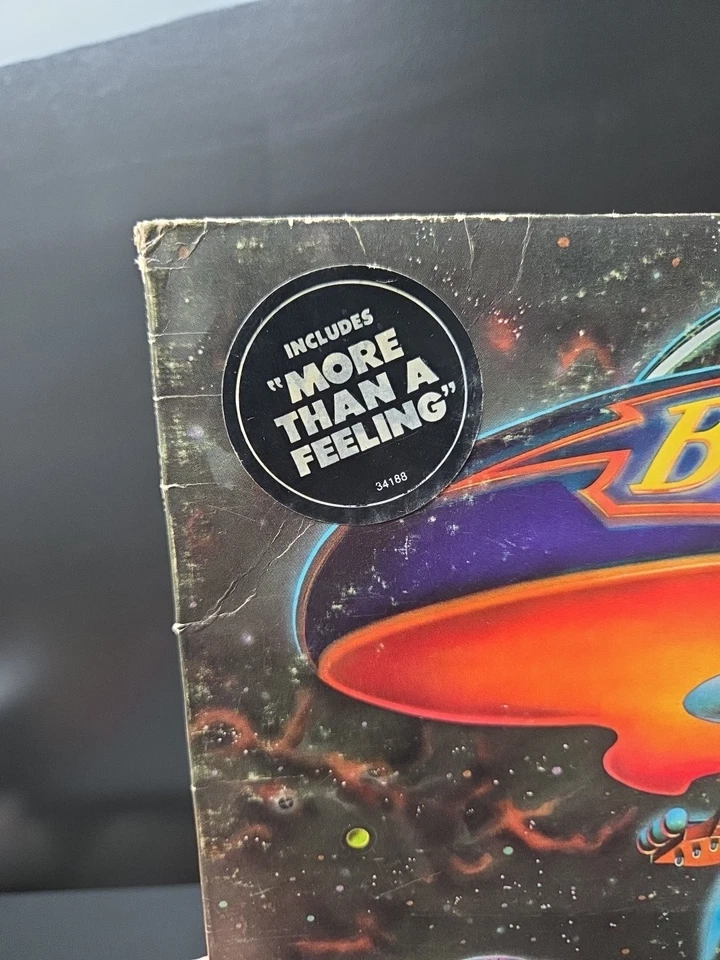 INCLUDES
"MORE
THAN A
FEELING"
34188
B